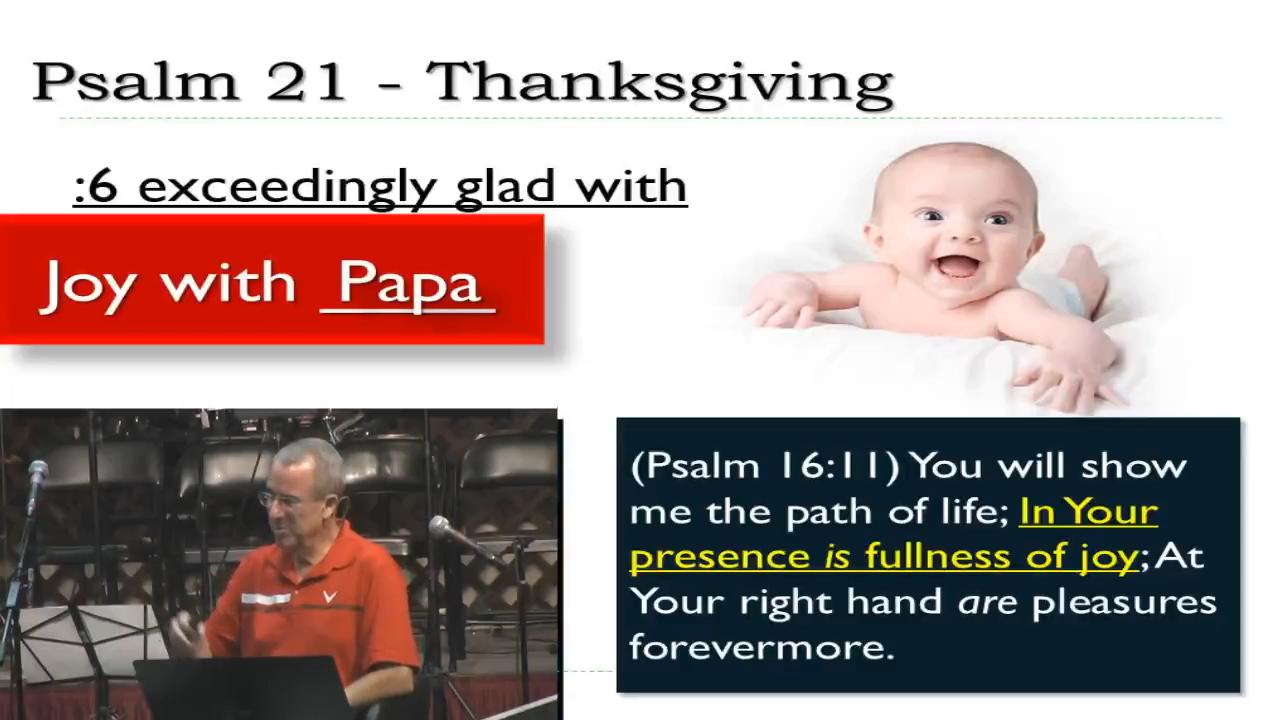 Psalm 21 - Thanksgiving
:6 exceedingly glad with
Joy with Papa
(Psalm 16:11) You will show
me the path of life; In Your
presence is fullness of joy; At
Your right hand are pleasures
forevermore.